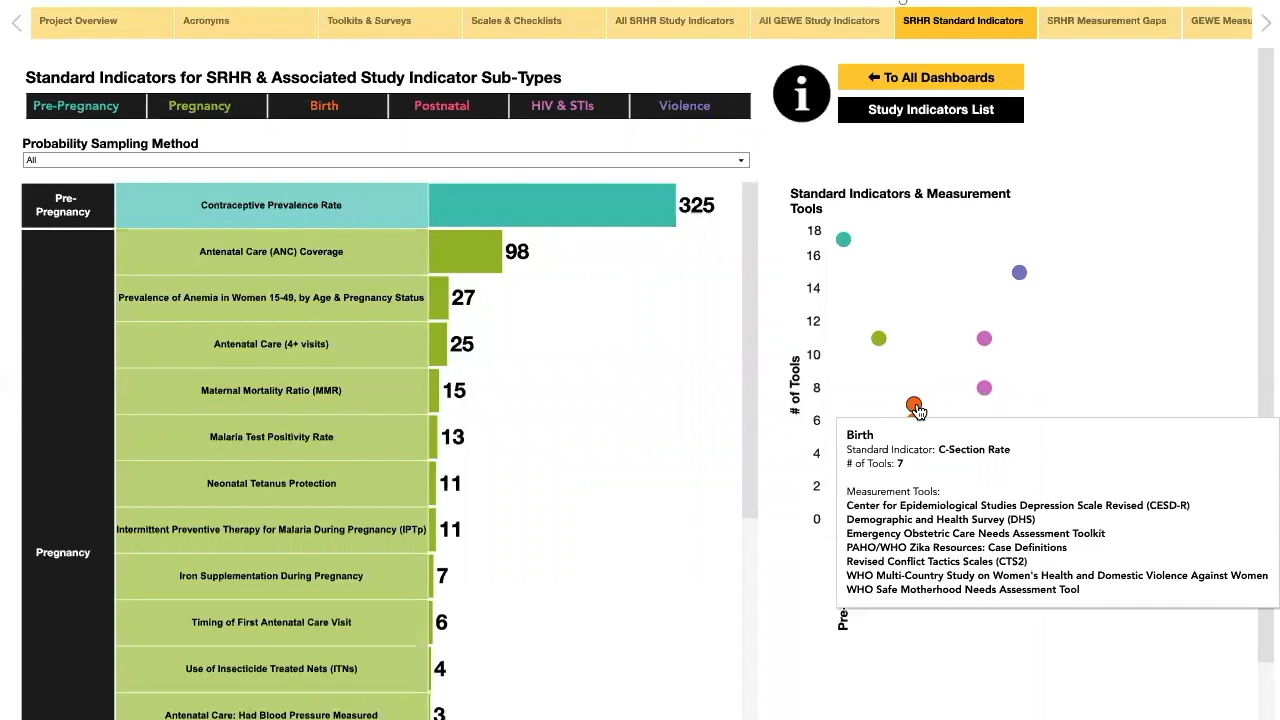 Project Overview
Acronyms
Toolkits & Surveys
Scales & Checklists
All SRHR Study Indicators
All GEWE Study Indicators
SRHR Standard Indicators
SRHR Measurement Gaps
GEWE Measu
Standard Indicators for SRHR & Associated Study Indicator Sub-Types
Pre-Pregnancy
Pregnancy
Birth
Postnatal
HIV & STIs
Violence
i
To All Dashboards
Study Indicators List
Probability Sampling Method
All
Pre-
Pregnancy
Contraceptive Prevalence Rate
325
Pregnancy
Antenatal Care (ANC) Coverage
98
Prevalence of Anemia in Women 15-49, by Age & Pregnancy Status
27
Antenatal Care (4+ visits)
25
Maternal Mortality Ratio (MMR)
15
Malaria Test Positivity Rate
13
Neonatal Tetanus Protection
11
Intermittent Preventive Therapy for Malaria During Pregnancy (IPTp)
11
Iron Supplementation During Pregnancy
7
Timing of First Antenatal Care Visit
6
Use of Insecticide Treated Nets (ITNs)
4
Antenatal Care: Had Blood Pressure Measured
3
Standard Indicators & Measurement
Tools
# of Tools
18
16
14
12
10
8
6
4
2
0
Pre-
Birth
Standard Indicator: C-Section Rate
# of Tools: 7
Measurement Tools:
Center for Epidemiological Studies Depression Scale Revised (CESD-R)
Demographic and Health Survey (DHS)
Emergency Obstetric Care Needs Assessment Toolkit
PAHO/WHO Zika Resources: Case Definitions
Revised Conflict Tactics Scales (CTS2)
WHO Multi-Country Study on Women's Health and Domestic Violence Against Women
WHO Safe Motherhood Needs Assessment Tool